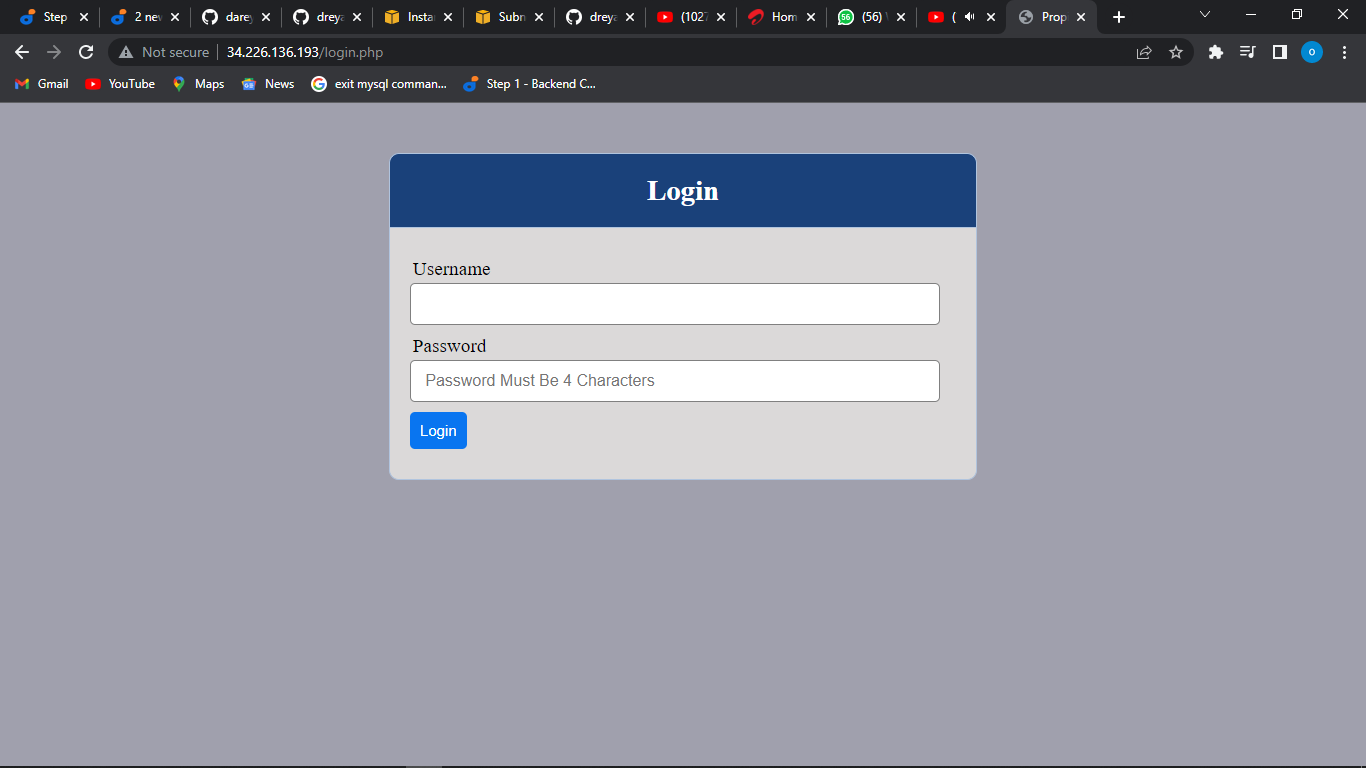 Step
2 nev
darey
dreya
Insta
Subn
dreya
(1027
Hom
56
(56)
(
Prop
Not secure
34.226.136.193/login.php
o
Gmail
YouTube
Maps
News
exit mysql comman...
Step 1 - Backend C...
Login
Username
Password
Password Must Be 4 Characters
Login